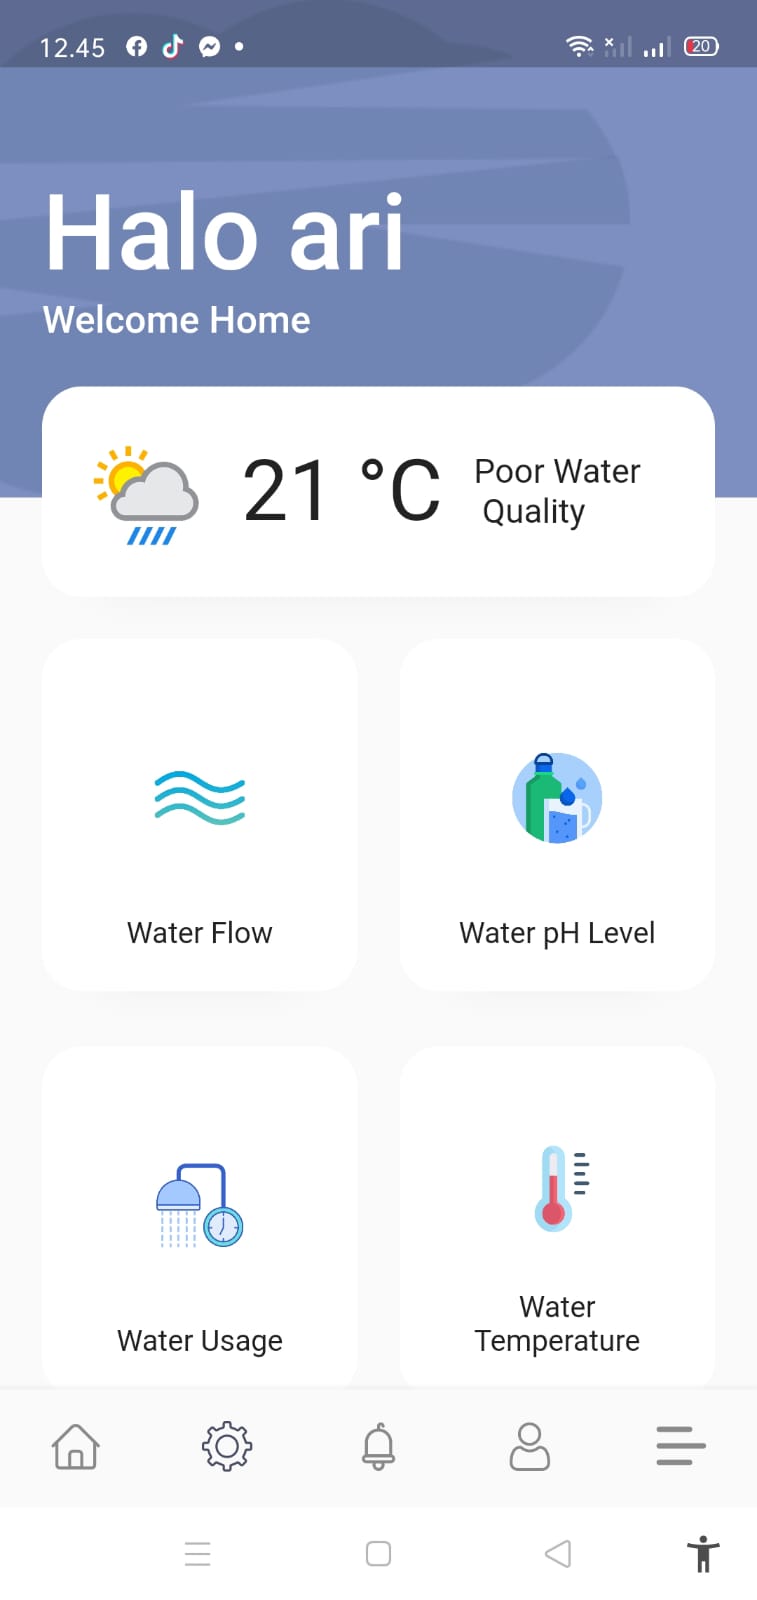 12.45
20
Halo ari
Welcome Home
21 °C
Poor Water
Quality
Water Flow
Water pH Level
Water Usage
Water
Temperature